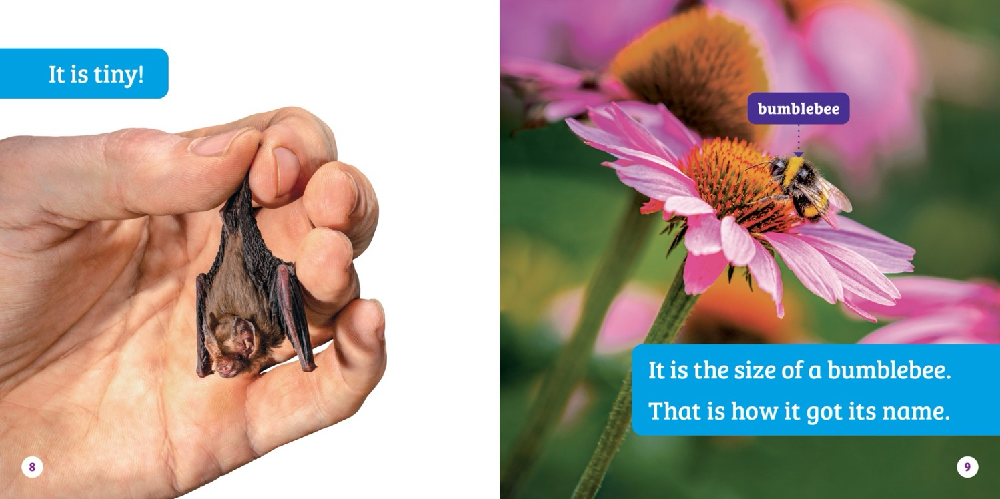 It is tiny!
8
bumblebee
It is the size of a bumblebee.
That is how it got its name.
9